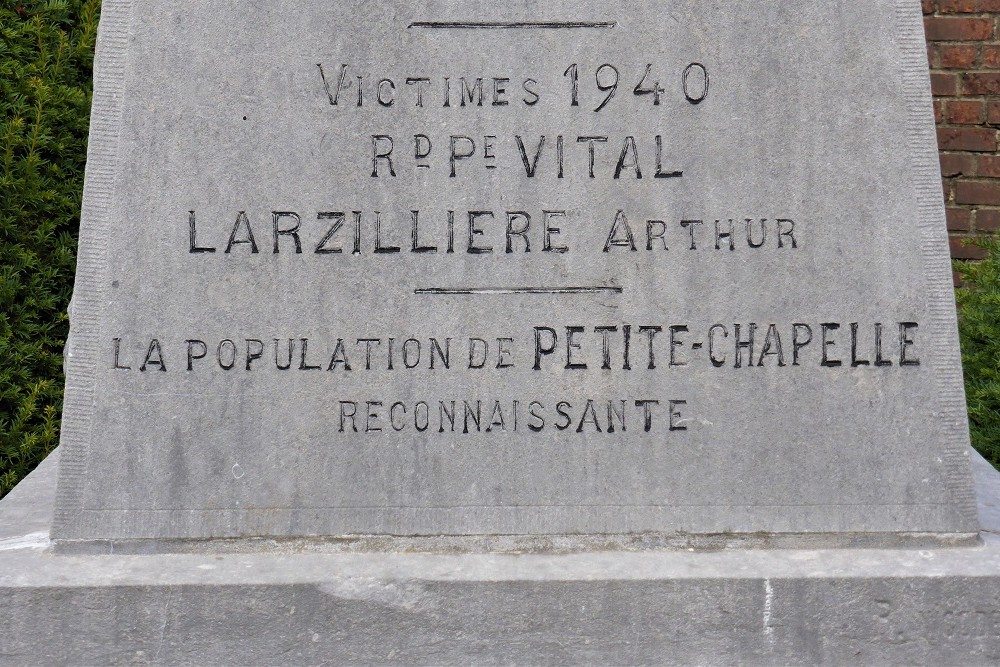 VICTIMES 1940
RD PE VITAL
LARZILLIERE ARTHUR
LA POPULATION DE PETITE-CHAPELLE
RECONNAISSANTE